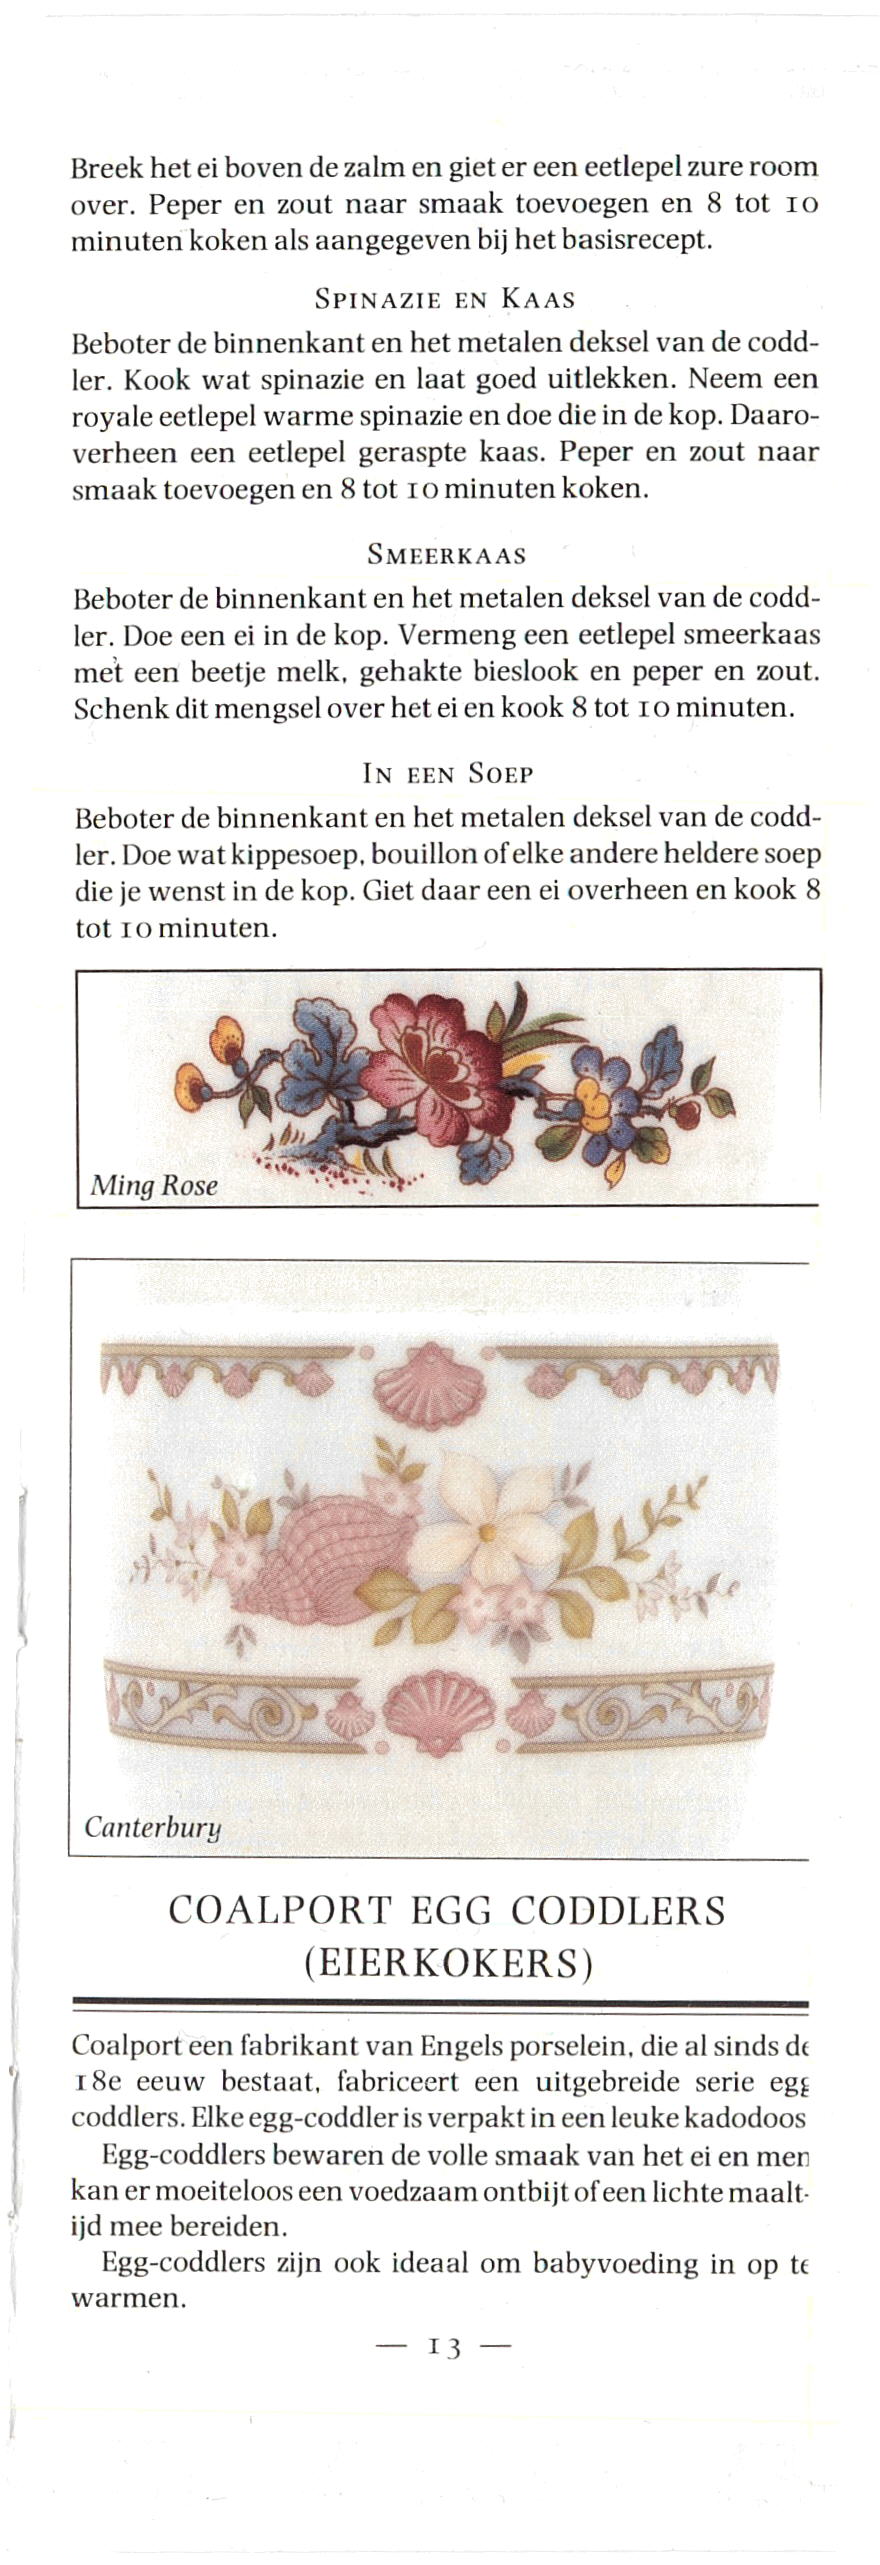 Breek het ei boven de zalm en giet er een eetlepel zure room
over. Peper en zout naar smaak toevoegen en 8 tot 10
minuten koken als aangegeven bij het basisrecept.
SPINAZIE EN KAAS
Beboter de binnenkant en het metalen deksel van de codd-
ler. Kook wat spinazie en laat goed uitlekken. Neem een
royale eetlepel warme spinazie en doe die in de kop. Daaro-
verheen een eetlepel geraspte kaas. Peper en zout naar
smaak toevoegen en 8 tot 10 minuten koken.
SMEERKAAS
Beboter de binnenkant en het metalen deksel van de codd-
ler. Doe een ei in de kop. Vermeng een eetlepel smeerkaas
met een beetje melk, gehakte bieslook en peper en zout.
Schenk dit mengsel over het ei en kook 8 tot 10 minuten.
IN EEN SOEP
Beboter de binnenkant en het metalen deksel van de codd-
ler. Doe wat kippesoep, bouillon of elke andere heldere soep
die je wenst in de kop. Giet daar een ei overheen en kook 8
tot 10 minuten.
Ming Rose
Canterbury
COALPORT EGG CODDLERS
(EIERKOKERS)
Coalport een fabrikant van Engels porselein, die al sinds de
18e eeuw bestaat, fabriceert een uitgebreide serie egg
coddlers. Elke egg-coddler is verpakt in een leuke kadodoos
Egg-coddlers bewaren de volle smaak van het ei en men
kan er moeiteloos een voedzaam ontbijt of een lichte maalt-
ijd mee bereiden.
Egg-coddlers zijn ook ideaal om babyvoeding in op te
warmen.
— 13 —